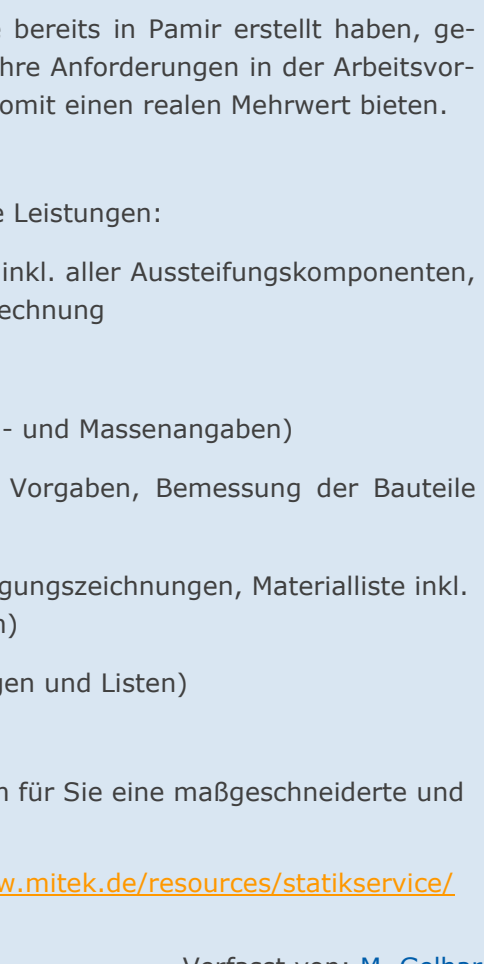 bereits in Pamir erstellt haben, ge-
hre Anforderungen in der Arbeitsvor-
omit einen realen Mehrwert bieten.
e Leistungen:
inkl. aller Aussteifungskomponenten,
echnung
- und Massenangaben)
Vorgaben, Bemessung der Bauteile
gungszeichnungen, Materialliste inkl.
n)
gen und Listen)
n für Sie eine maßgeschneiderte und
w.mitek.de/resources/statikservice/
Verfasst von: M. Gelhar